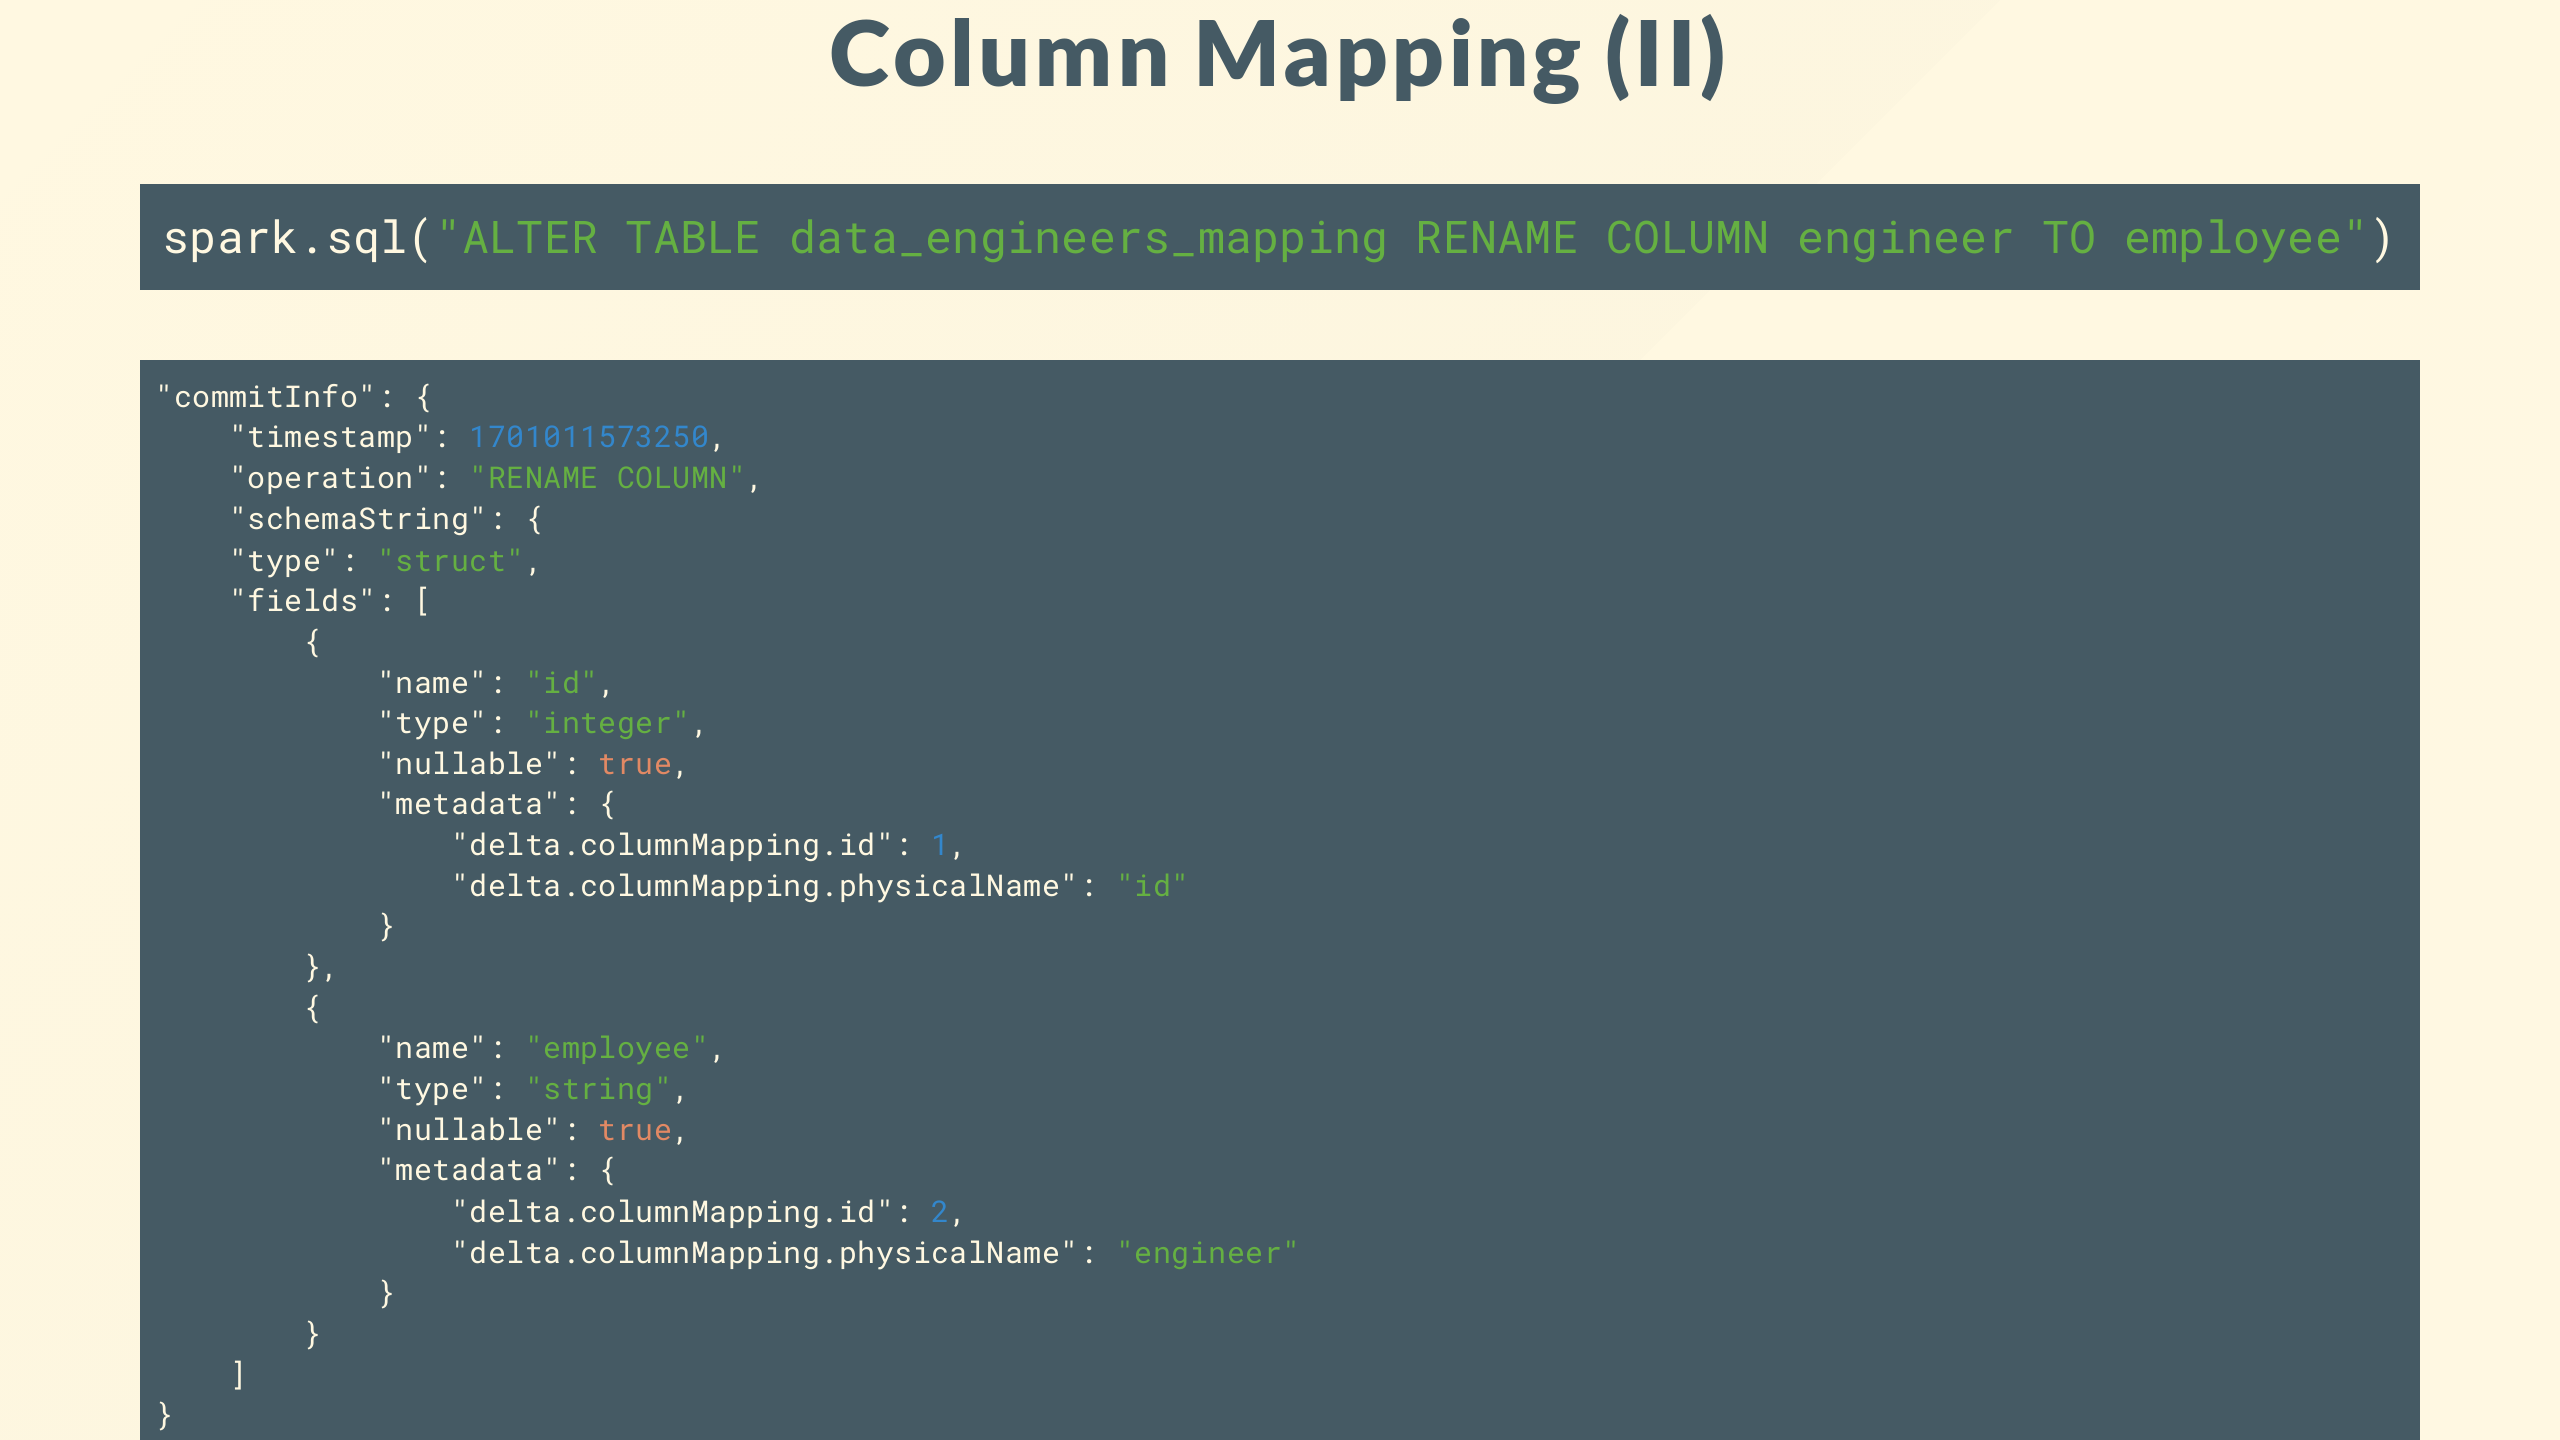 Column Mapping (II)
spark.sql("ALTER TABLE data_engineers_mapping RENAME COLUMN engineer TO employee")
"commitInfo": {
    "timestamp": 1701011573250,
    "operation": "RENAME COLUMN",
    "schemaString": {
    "type": "struct",
    "fields": [
        {
            "name": "id",
            "type": "integer",
            "nullable": true,
            "metadata": {
                "delta.columnMapping.id": 1,
                "delta.columnMapping.physicalName": "id"
            }
        },
        {
            "name": "employee",
            "type": "string",
            "nullable": true,
            "metadata": {
                "delta.columnMapping.id": 2,
                "delta.columnMapping.physicalName": "engineer"
            }
        }
    ]
}